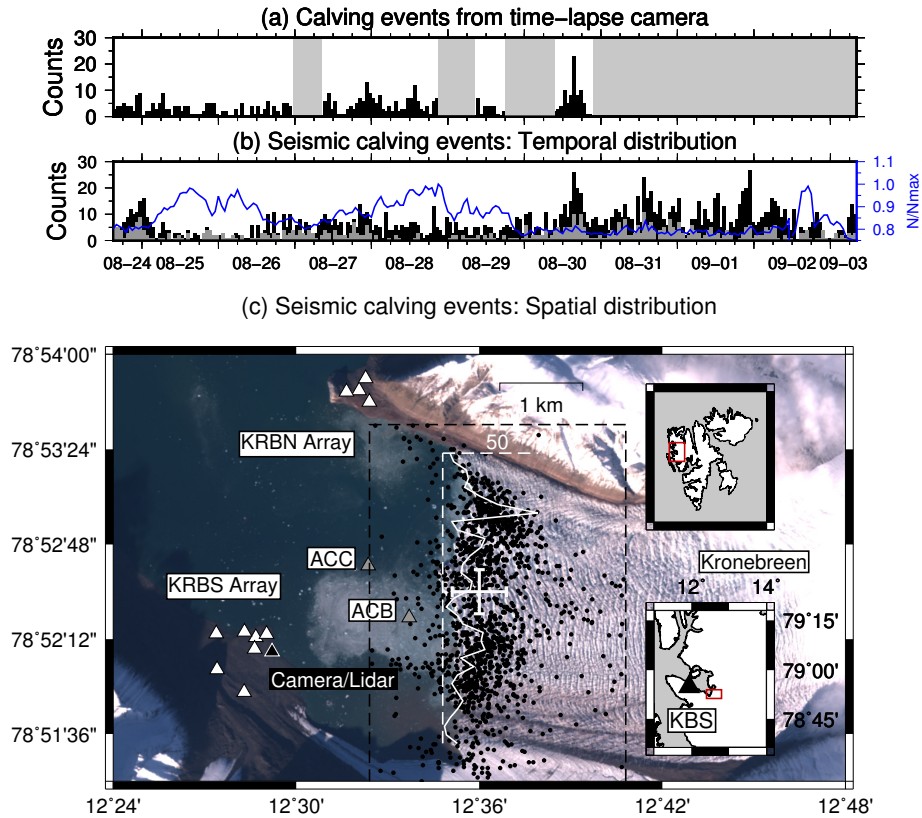 (a) Calving events from time−lapse camera
30
20
10
0
Counts
(b) Seismic calving events: Temporal distribution
30
20
10
0
Counts
1.1
1.0
0.9
0.8
N/Nmax
08−24 08−25 08−26 08−27 08−28 08−29 08−30 08−31 09−01 09−02 09−03
(c) Seismic calving events: Spatial distribution
78˚54'00"
78˚53'24"
78˚52'48"
78˚52'12"
78˚51'36"
1 km
KRBN Array
50
ACC
Kronebreen
KRBS Array
12˚ 14˚
ACB
79˚15'
Camera/Lidar
79˚00'
KBS
78˚45'
12˚24' 12˚30' 12˚36' 12˚42' 12˚48'